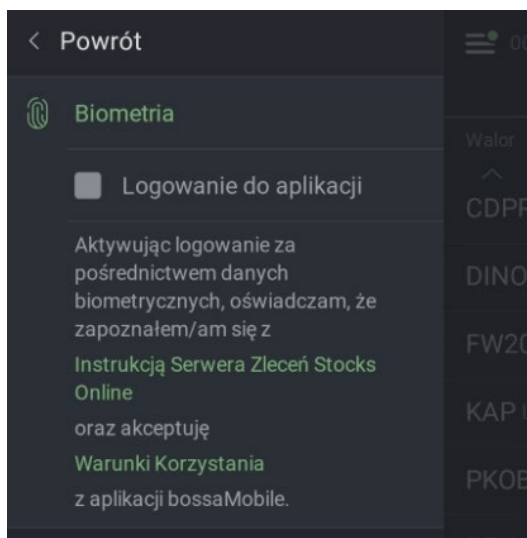 Powrót
Biometria
Logowanie do aplikacji
Aktywując logowanie za
pośrednictwem danych
biometrycznych, oświadczam, że
zapoznałem/am się z
Instrukcją Serwera Zleceń Stocks
Online
oraz akceptuję
Warunki Korzystania
z aplikacji bossaMobile.
Walor
CDPR
DINO
FW20
KAP
PKOB